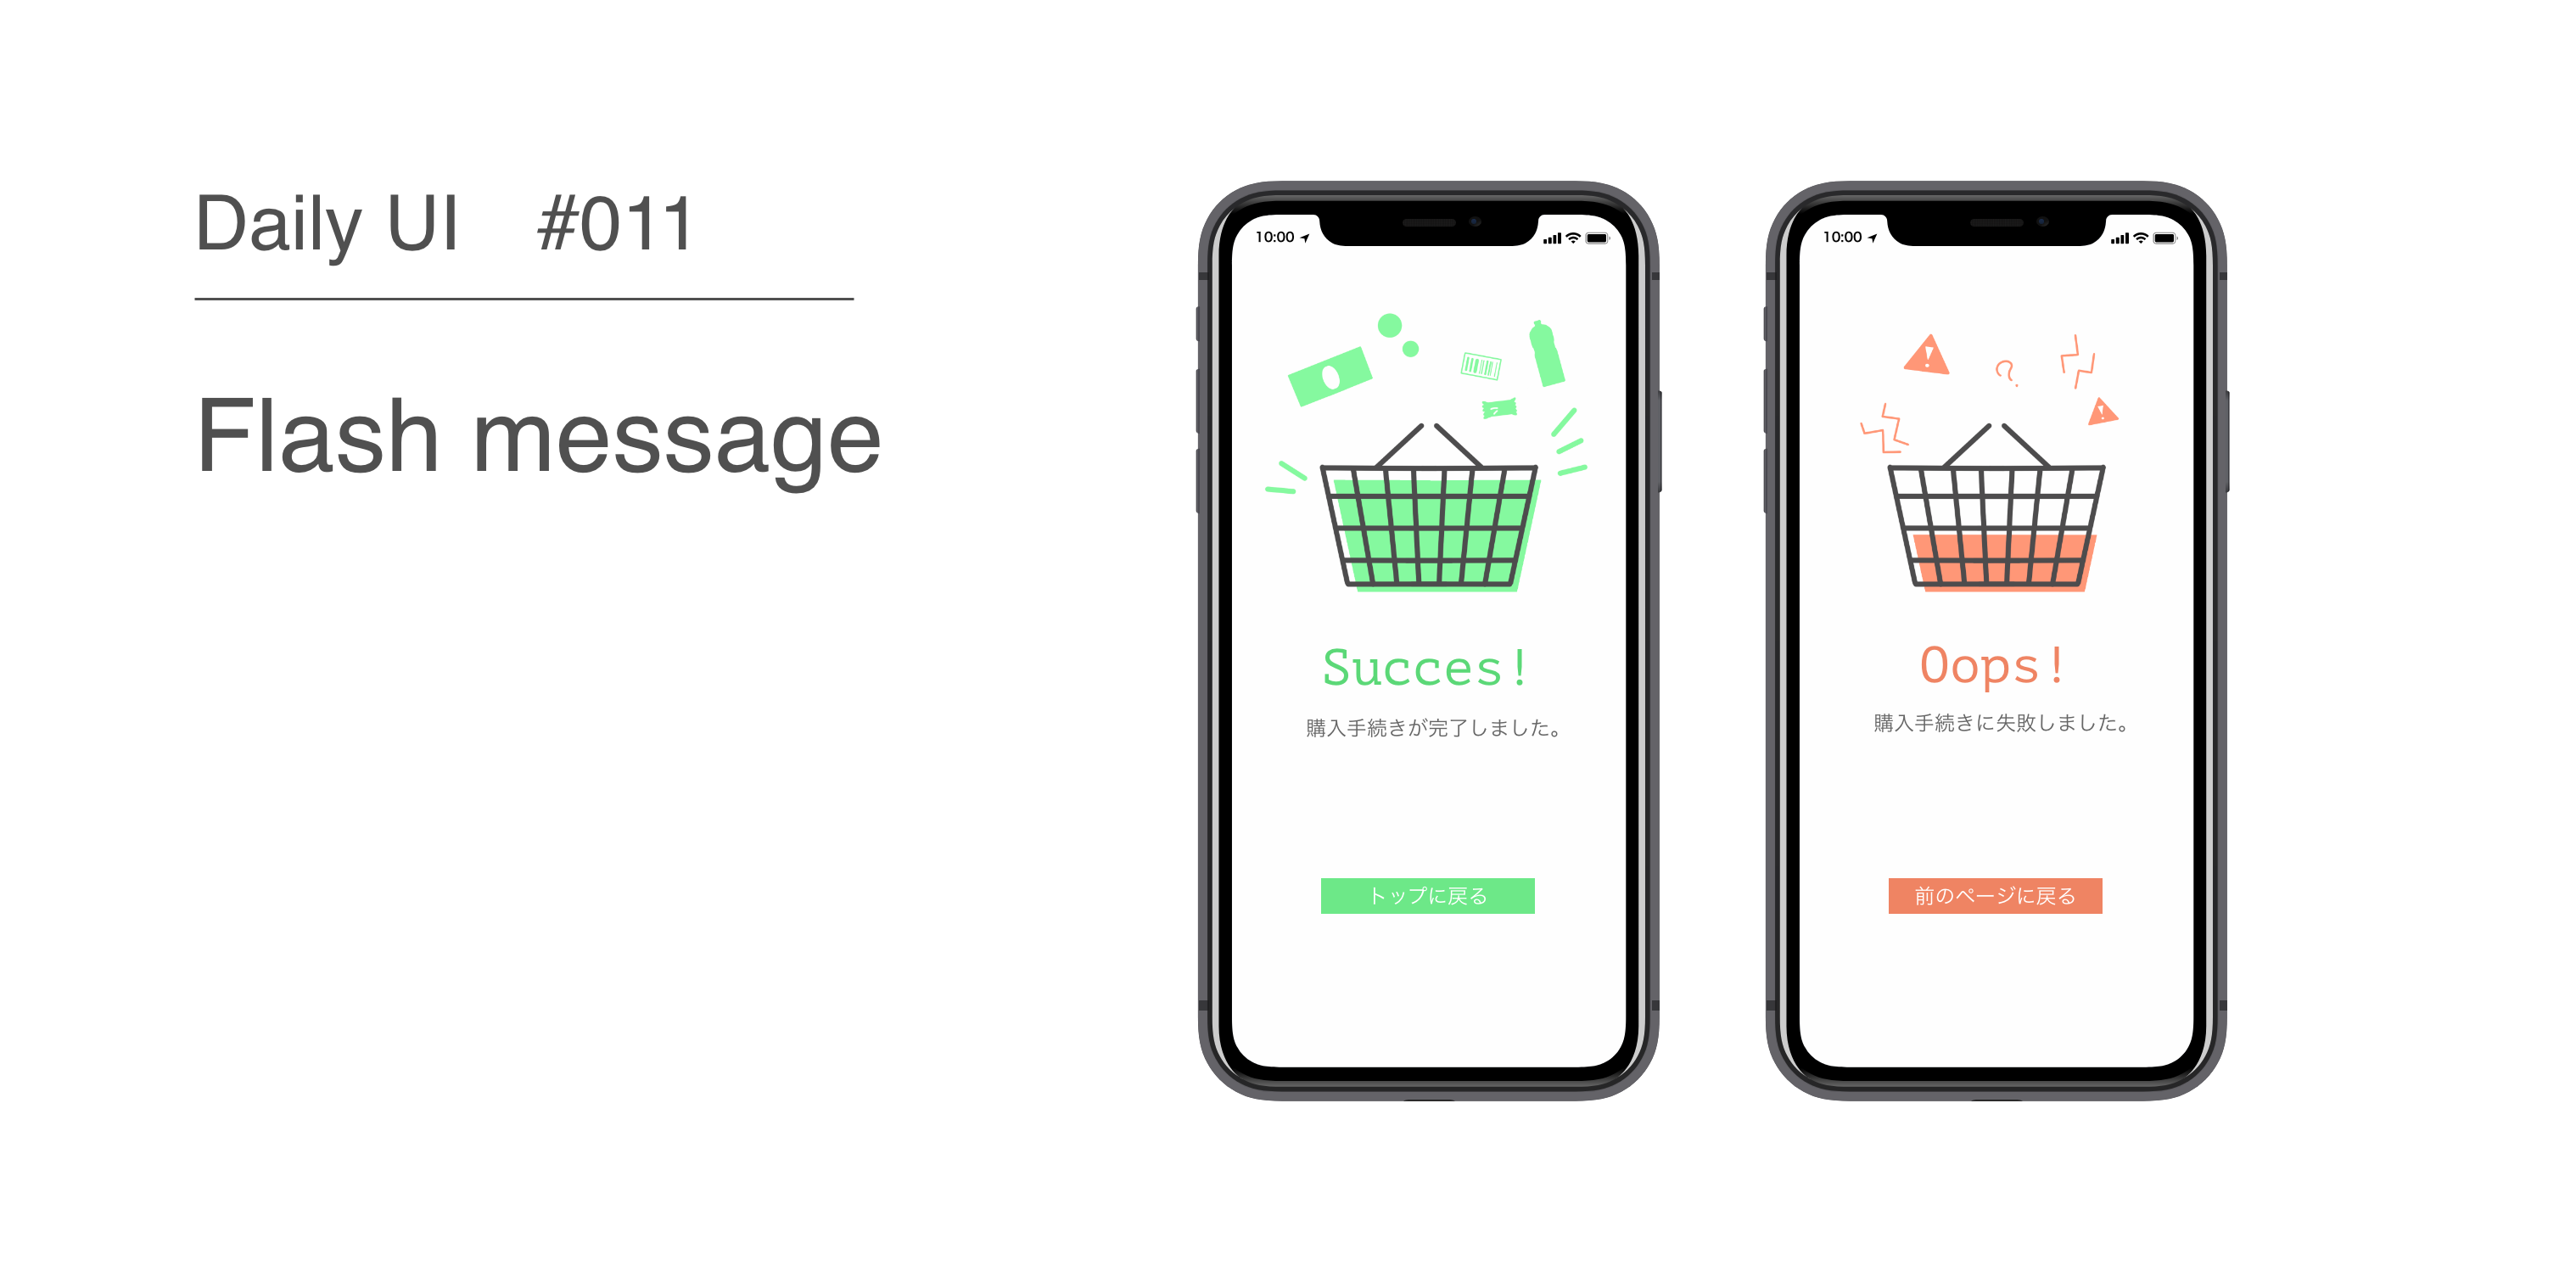 Daily UI #011
Flash message
10:00
Succes!
購入手続きが完了しました。
トップに戻る
10:00
?
Oops!
購入手続きに失敗しました。
前のページに戻る